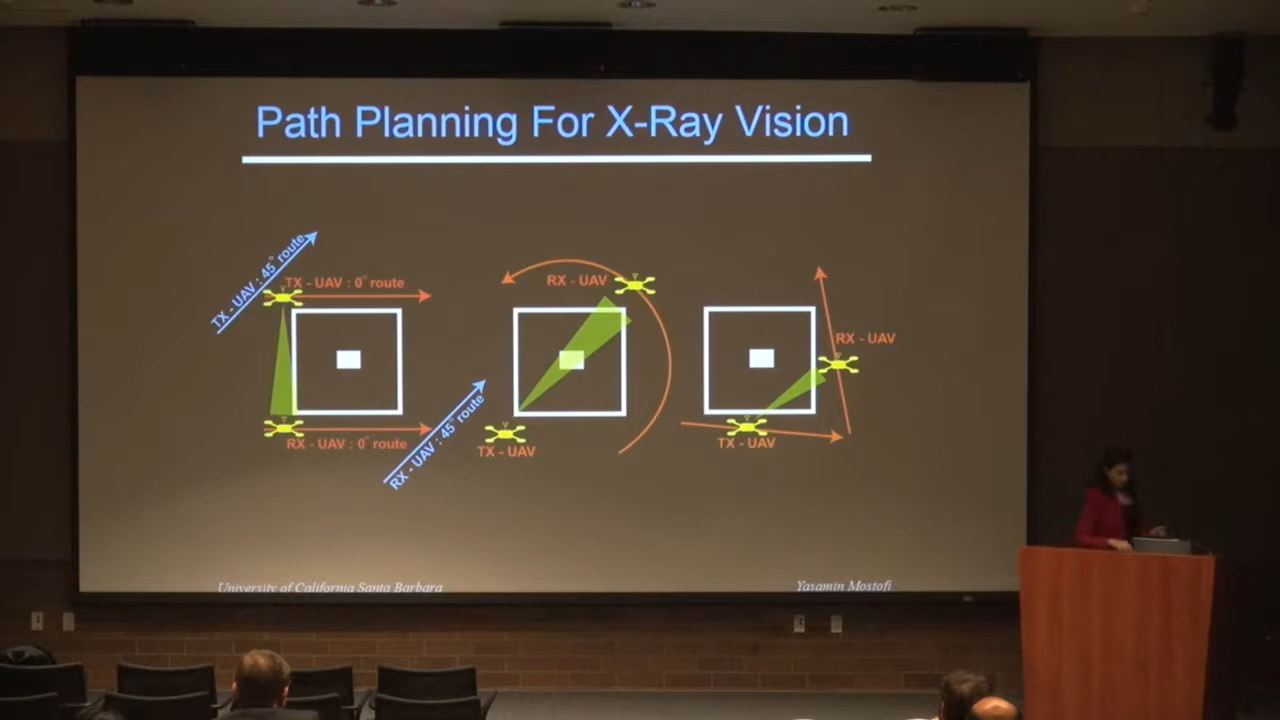 Path Planning For X-Ray Vision
TX - UAV : 45° route
TX - UAV : 0° route
RX - UAV : 0° route
RX - UAV : 45° route
RX - UAV
TX - UAV
RX - UAV
TX - UAV
University of California Santa Barbara
Yasamin Mostofi